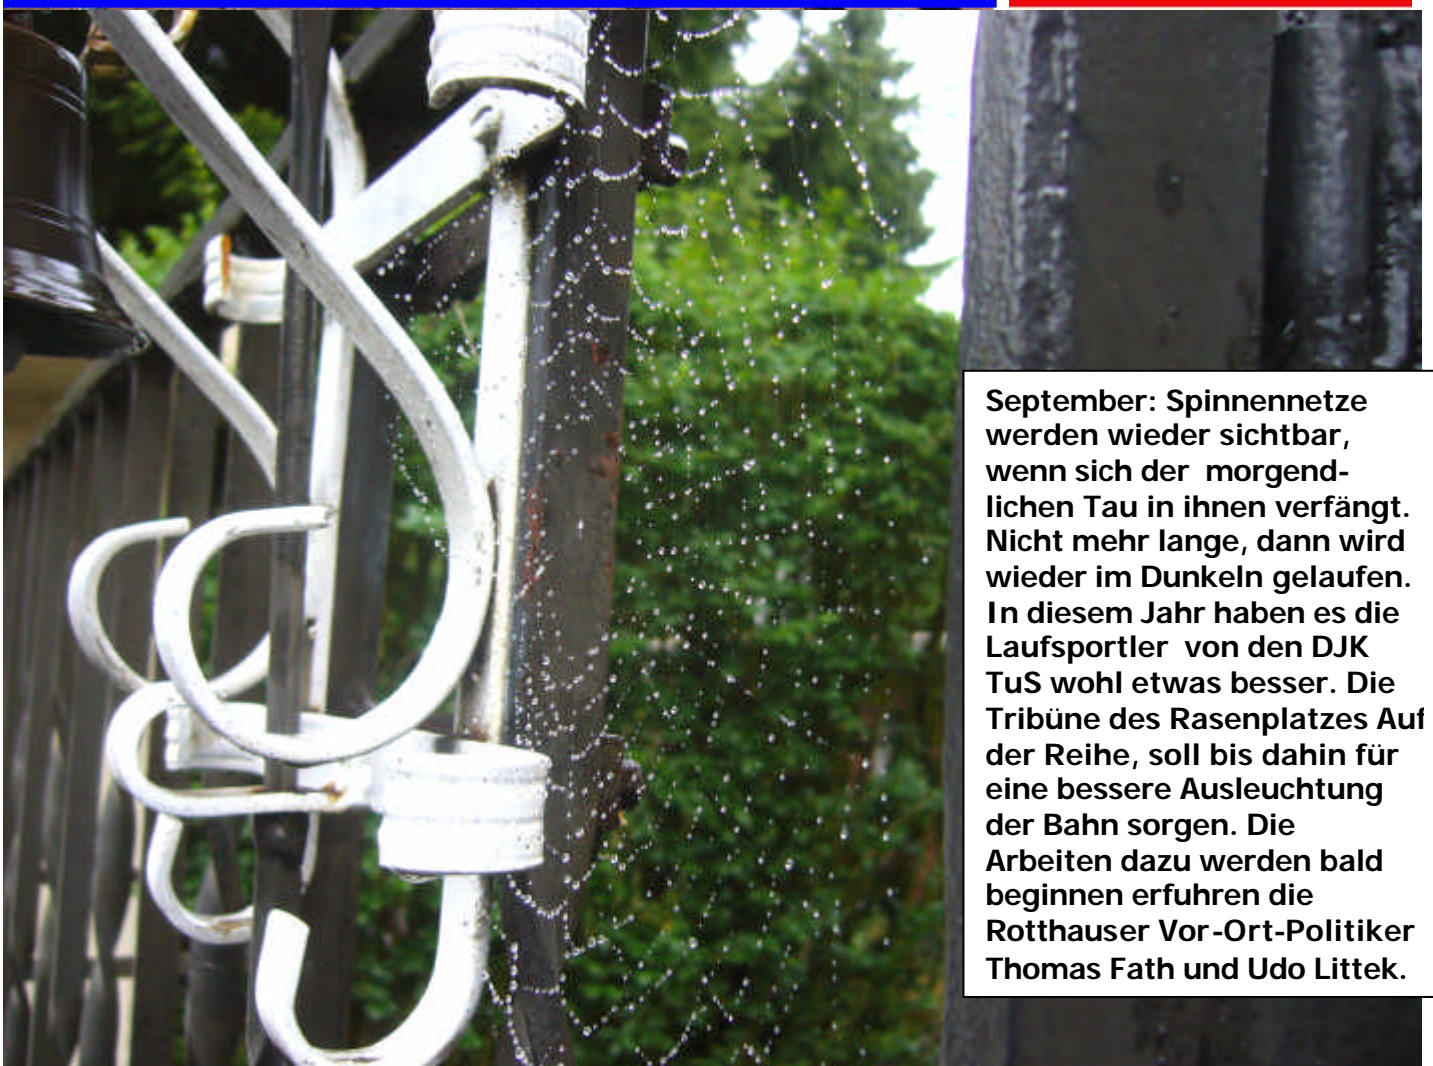 September: Spinnennetze
werden wieder sichtbar,
wenn sich der  morgend-
lichen Tau in ihnen verfängt.
Nicht mehr lange, dann wird
wieder im Dunkeln gelaufen.
In diesem Jahr haben es die
Laufsportler  von den DJK
TuS wohl etwas besser. Die
Tribüne des Rasenplatzes Auf
der Reihe, soll bis dahin für
eine bessere Ausleuchtung
der Bahn sorgen. Die
Arbeiten dazu werden bald
beginnen erfuhren die
Rotthauser Vor-Ort-Politiker
Thomas Fath und Udo Littek.